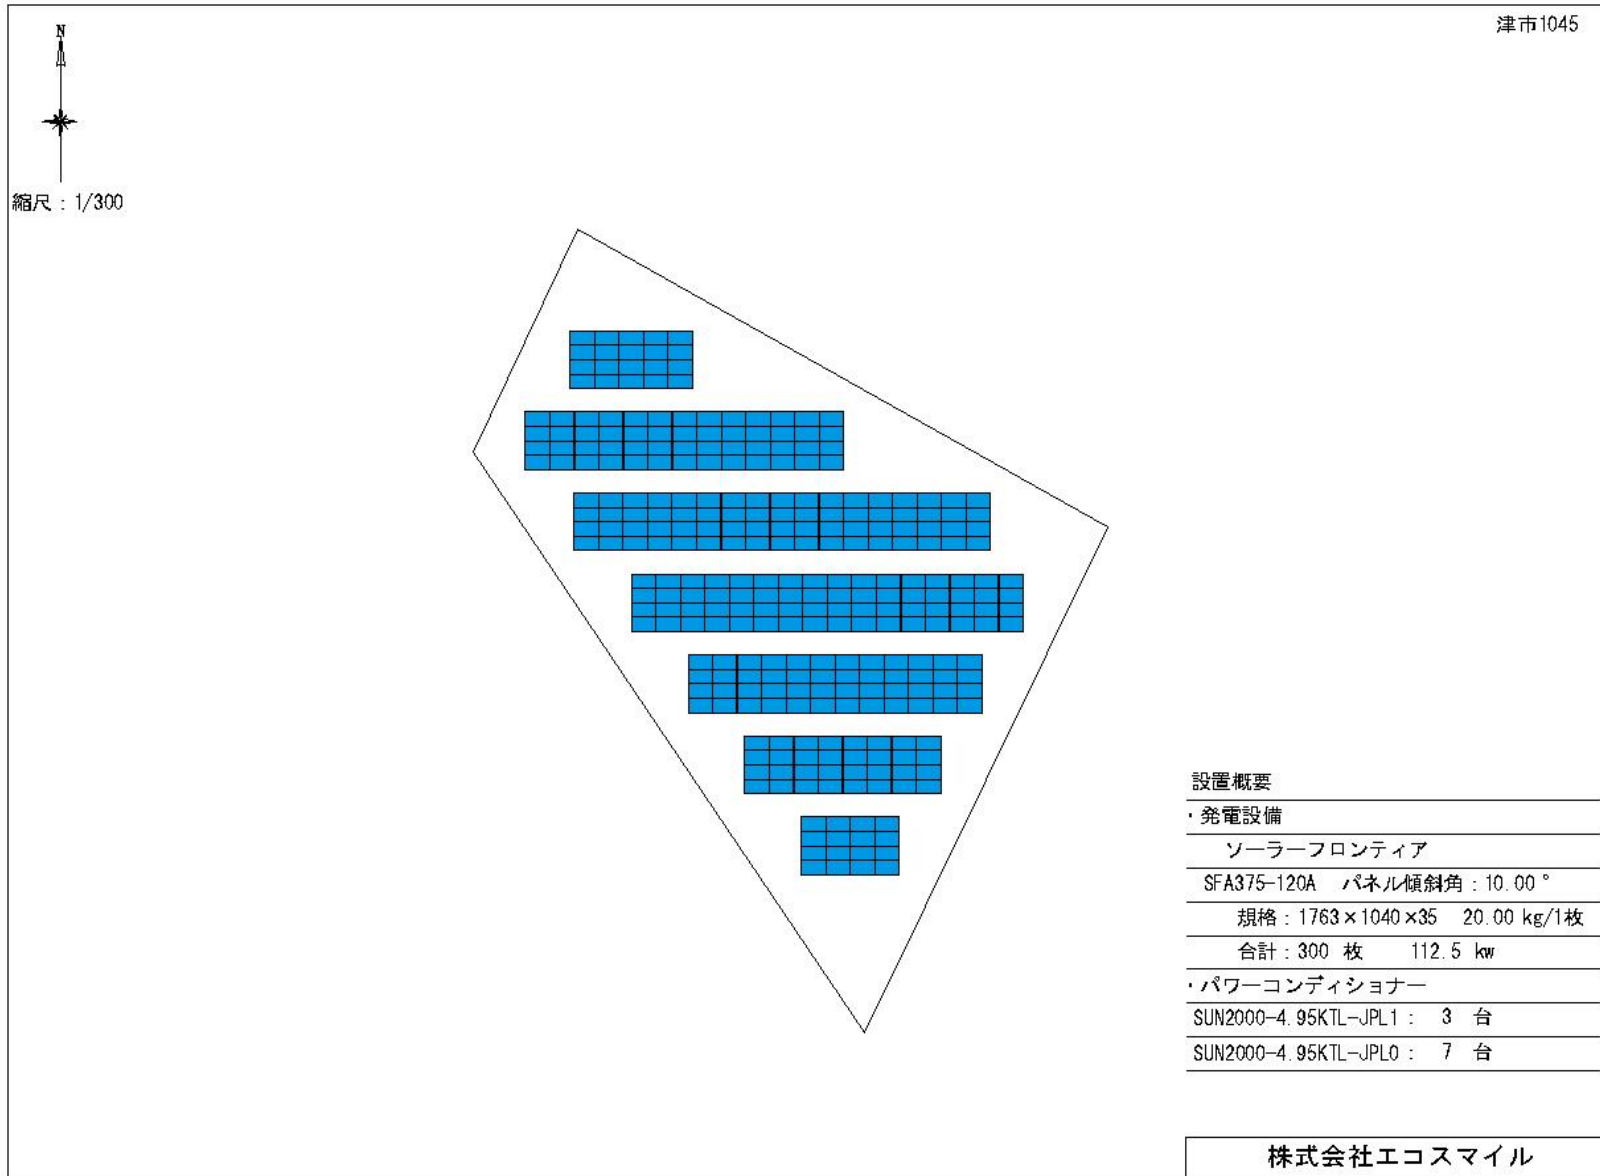 津市1045
N
縮尺：1/300
設置概要
・発電設備
ソーラーフロンティア
SFA375-120A パネル傾斜角：10.00°
規格：1763×1040×35 20.00 kg/1枚
合計：300 枚 112.5 kw
・パワーコンディショナー
SUN2000-4.95KTL-JPL1： 3 台
SUN2000-4.95KTL-JPL0： 7 台
株式会社エコスマイル